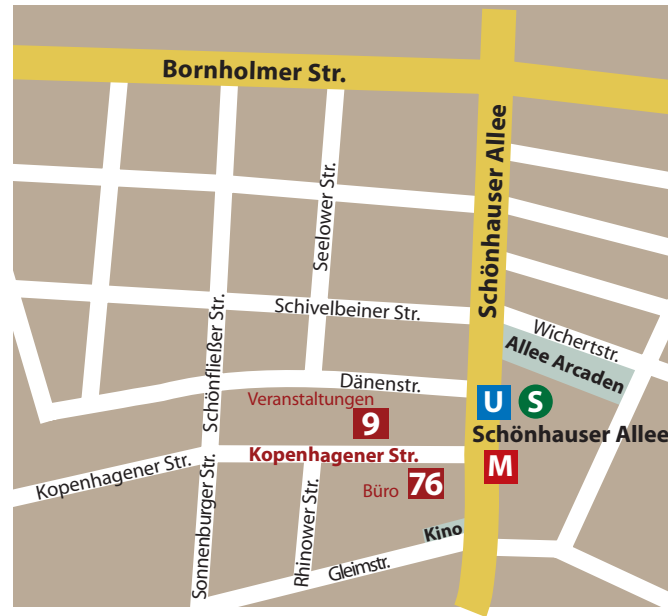 Bornholmer Str.
Schönhauser Allee
Seelower Str.
Schivelbeiner Str.
Wichertstr.
Allee Arcaden
Schönfließer Str.
Dänenstr.
Veranstaltungen
9
U S
Schönhauser Allee
Kopenhagener Str.
Kopenhagener Str.
M
Büro 76
Sonnenburger Str.
Rhinower Str.
Kino
Gleimstr.